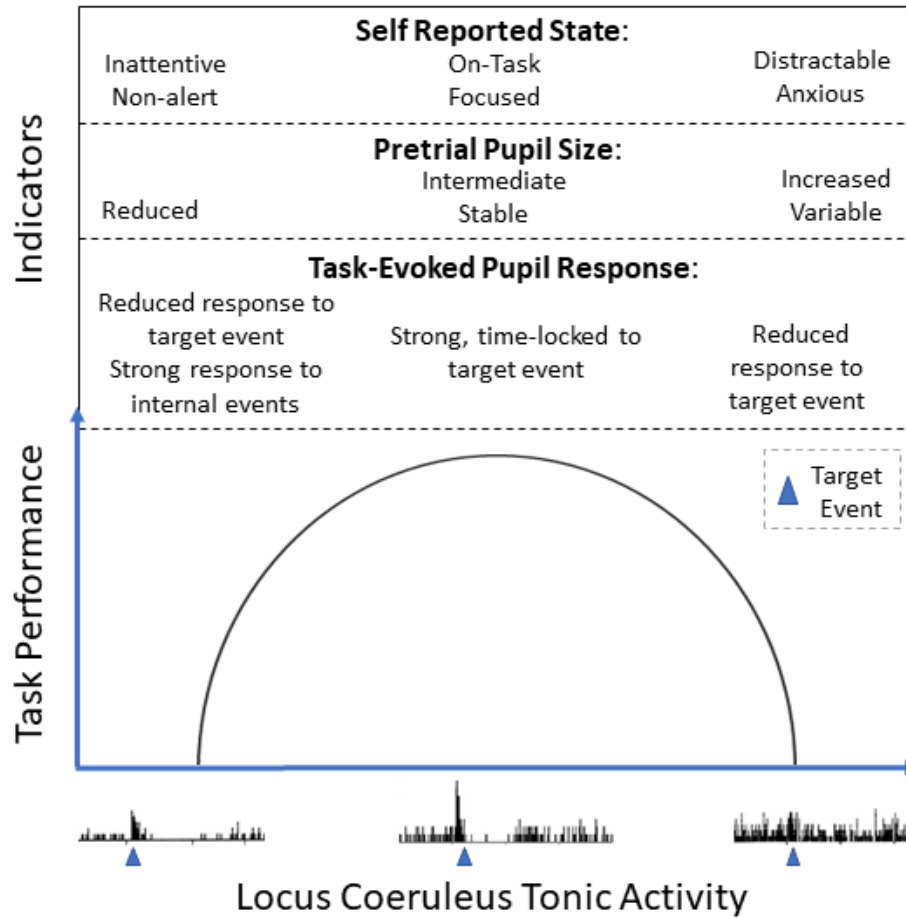 Self Reported State:
Inattentive
Non-alert
On-Task
Focused
Distractable
Anxious
Pretrial Pupil Size:
Reduced
Intermediate
Stable
Increased
Variable
Task-Evoked Pupil Response:
Reduced response to
target event
Strong response to
internal events
Strong, time-locked to
target event
Reduced
response to
target event
Indicators
Task Performance
Target
Event
Locus Coeruleus Tonic Activity